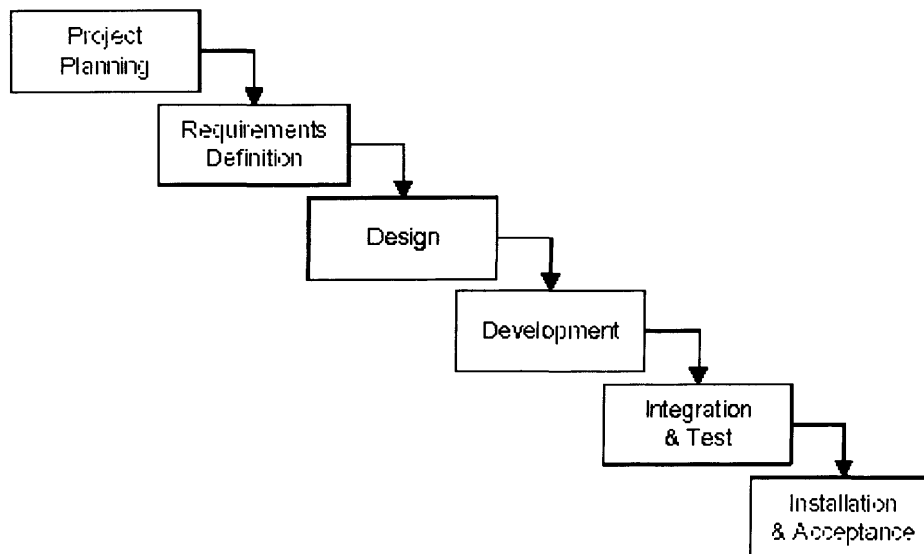 Project
Planning
Requirements
Definition
Design
Development
Integration
& Test
Installation
& Acceptance